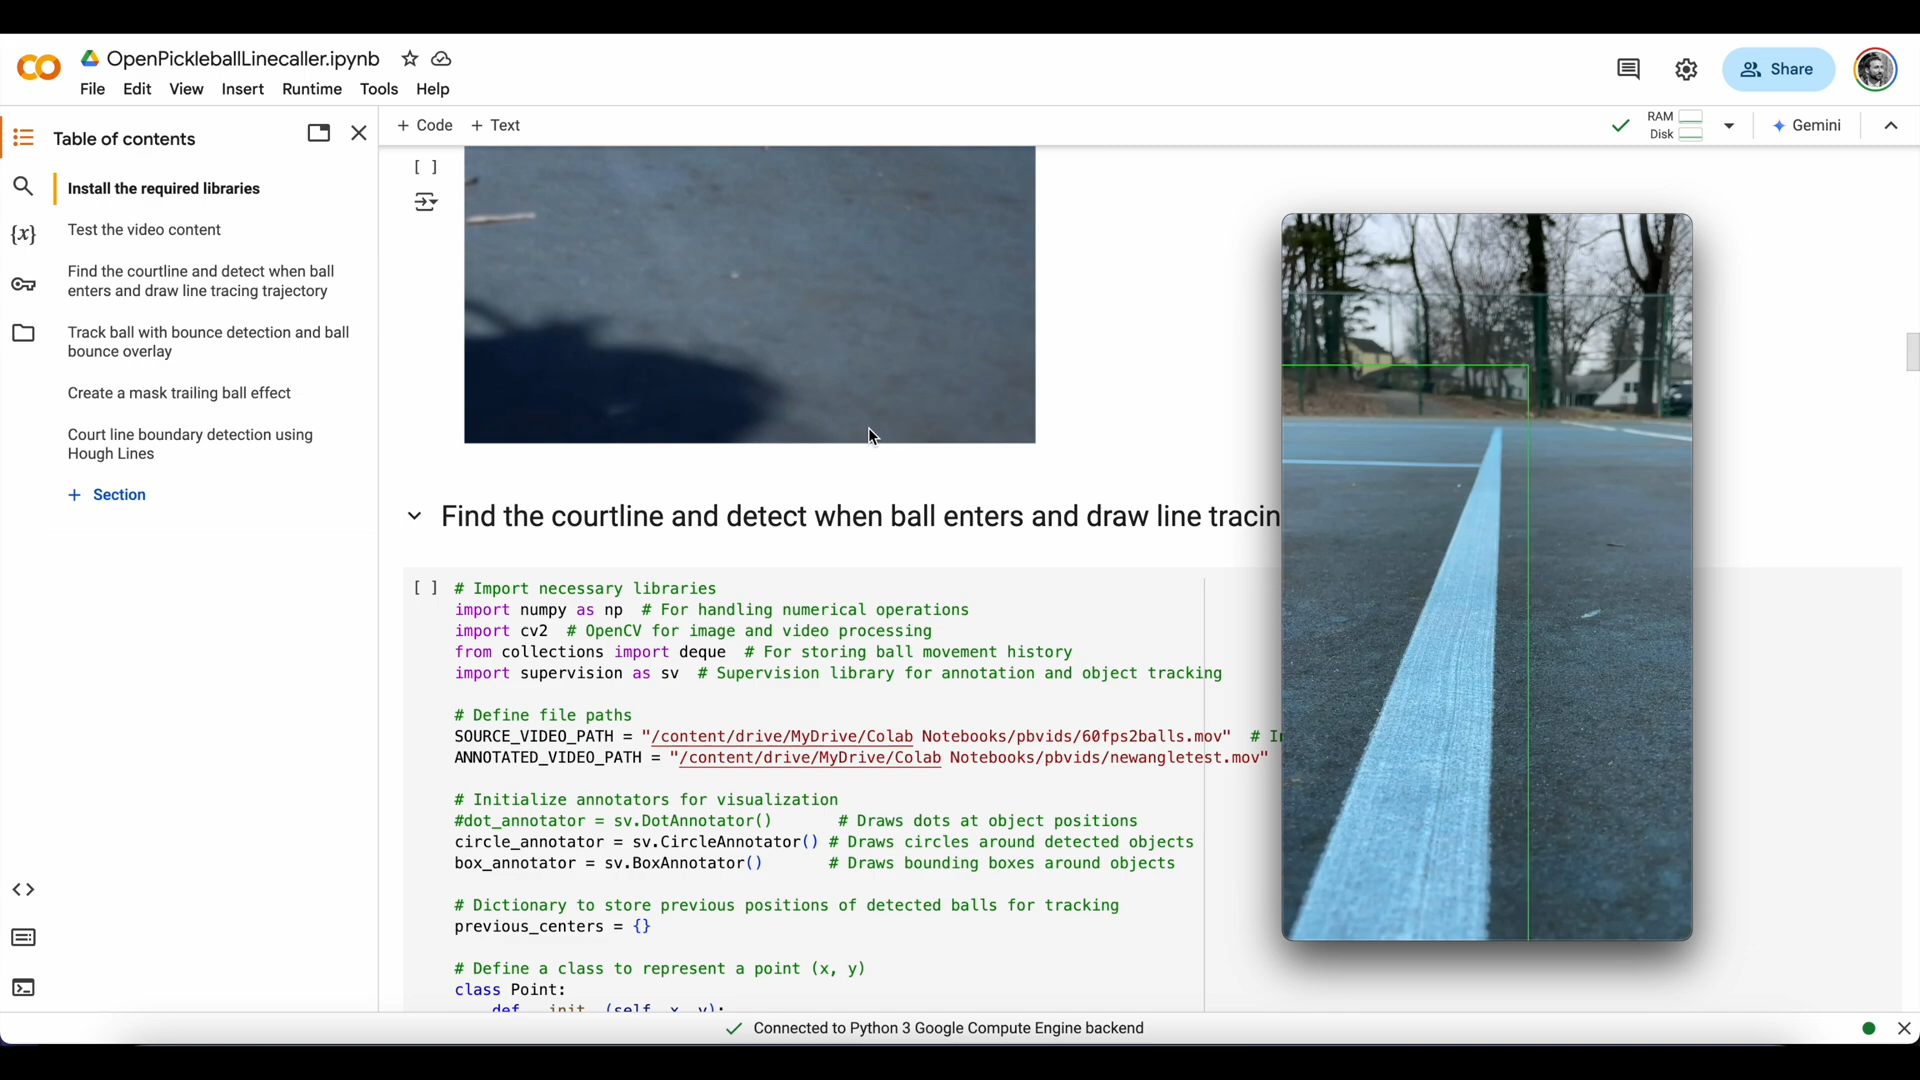 OpenPickleballLinecaller.ipynb
File Edit View Insert Runtime Tools Help
Share
Table of contents
+ Code + Text
RAM
Disk
Gemini
Install the required libraries
Test the video content
Find the courtline and detect when ball
enters and draw line tracing trajectory
Track ball with bounce detection and ball
bounce overlay
Create a mask trailing ball effect
Court line boundary detection using
Hough Lines
+ Section
{x}
[ ]
Find the courtline and detect when ball enters and draw line tracin
[ ] # Import necessary libraries
import numpy as np  # For handling numerical operations
import cv2  # OpenCV for image and video processing
from collections import deque  # For storing ball movement history
import supervision as sv  # Supervision library for annotation and object tracking
# Define file paths
SOURCE_VIDEO_PATH = "/content/drive/MyDrive/Colab Notebooks/pbvids/60fps2balls.mov"  # I
ANNOTATED_VIDEO_PATH = "/content/drive/MyDrive/Colab Notebooks/pbvids/newangletest.mov"
# Initialize annotators for visualization
#dot_annotator = sv.DotAnnotator()       # Draws dots at object positions
circle_annotator = sv.CircleAnnotator() # Draws circles around detected objects
box_annotator = sv.BoxAnnotator()       # Draws bounding boxes around objects
# Dictionary to store previous positions of detected balls for tracking
previous_centers = {}
# Define a class to represent a point (x, y)
class Point:
def __init__(self, x, y):
Connected to Python 3 Google Compute Engine backend